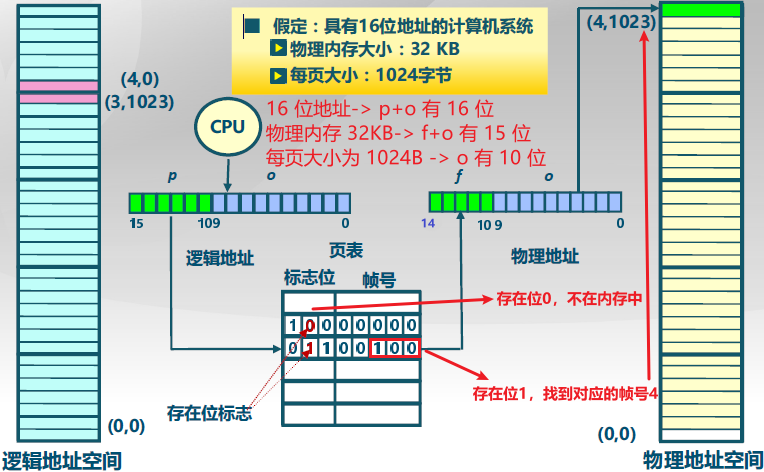 假定：具有16位地址的计算机系统
物理内存大小：32 KB
每页大小：1024字节
(4,1023)
(4,0)
(3,1023)
CPU
16 位地址-> p+o 有 16 位
物理内存 32KB-> f+o 有 15 位
每页大小为 1024B -> o 有 10 位
p o
f o
15 10 9 0
14 10 9 0
逻辑地址
页表
物理地址
标志位 帧号
存在位0，不在内存中
1 0 0 0 0 0 0 0
0 1 1 0 0 1 0 0
存在位标志
存在位1，找到对应的帧号4
(0,0)
(0,0)
逻辑地址空间
物理地址空间